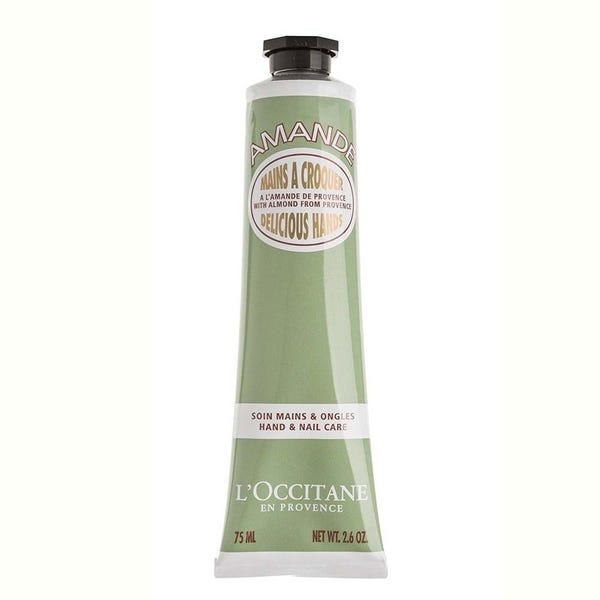 AMANDE
MAINS A CROQUER
A L'AMANDE DE PROVENCE
WITH ALMOND FROM PROVENCE
DELICIOUS HANDS
SOIN MAINS & ONGLES
HAND & NAIL CARE
L'OCCITANE
EN PROVENCE
75 ML NET WT. 2.6 OZ.